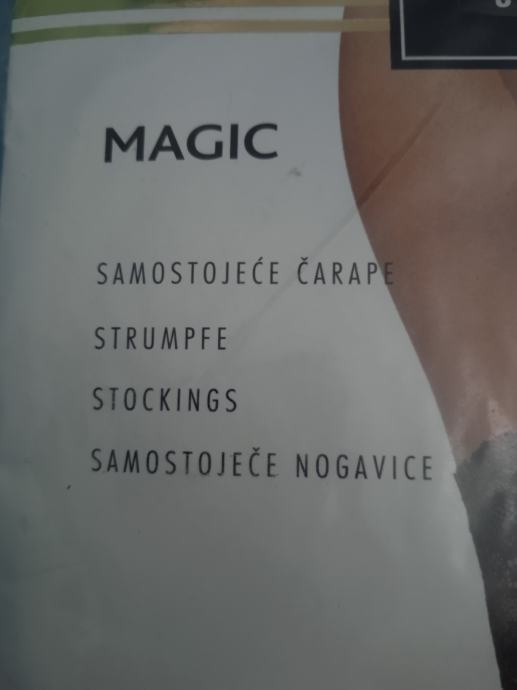 MAGIC
SAMOSTOJEĆE ČARAPE
STRUMPFE
STOCKINGS
SAMOSTOJEČE NOGAVICE